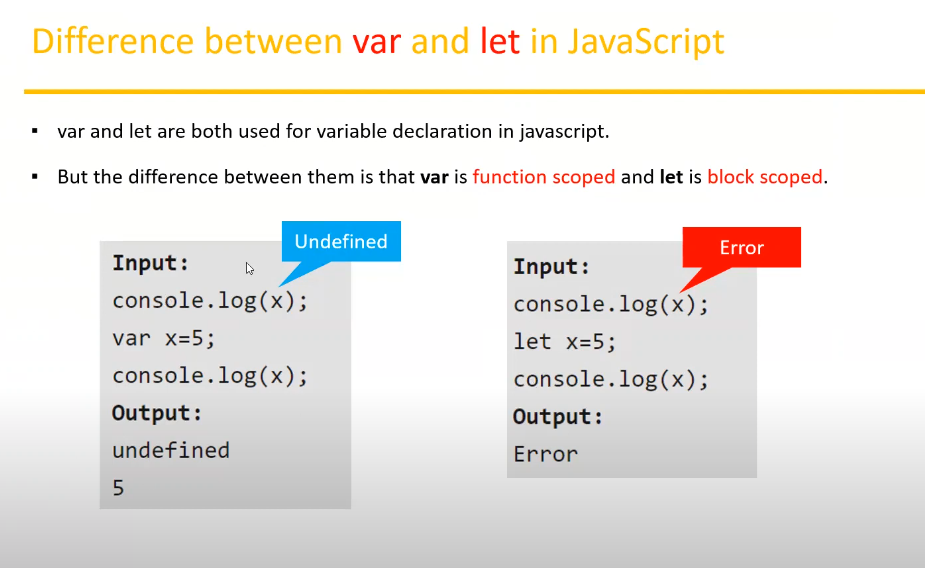 Difference between var and let in JavaScript
▪ var and let are both used for variable declaration in javascript.
▪ But the difference between them is that var is function scoped and let is block scoped.
Undefined
Input:
console.log(x);
var x=5;
console.log(x);
Output:
undefined
5
Error
Input:
console.log(x);
let x=5;
console.log(x);
Output:
Error